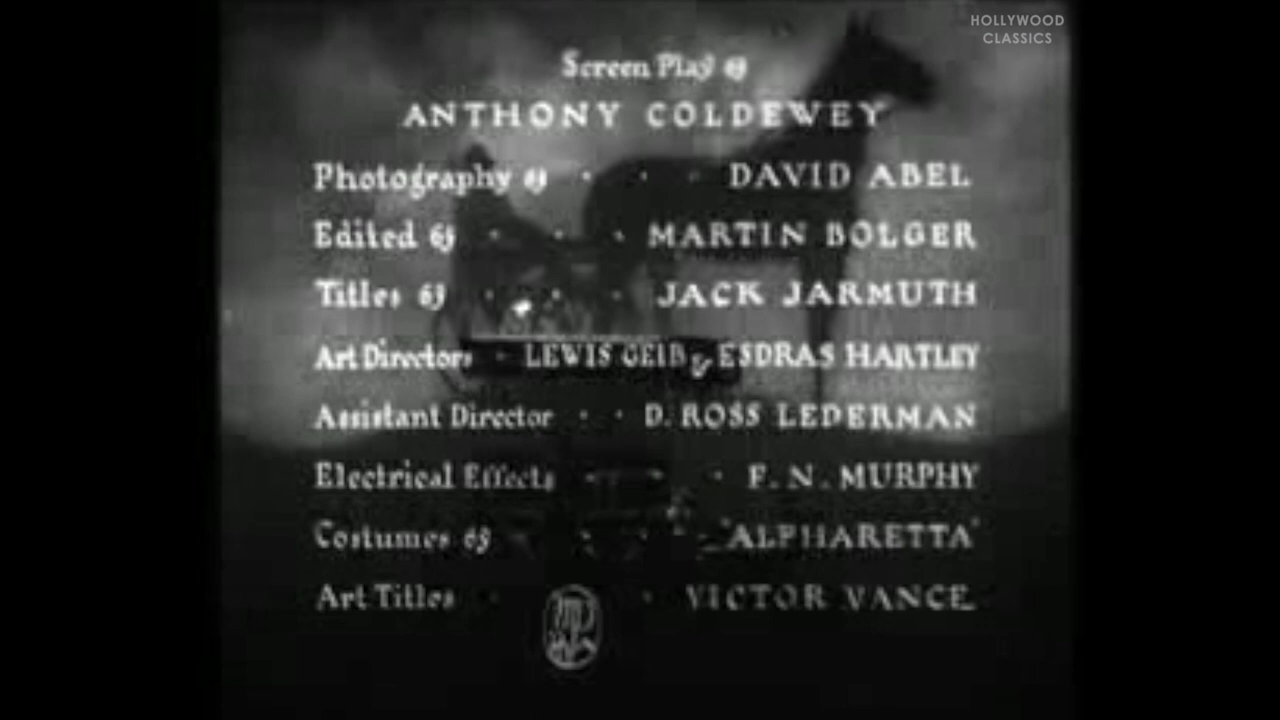 HOLLYWOOD
CLASSICS
Screen Play By
ANTHONY COLDEWEY
Photography By · · · DAVID ABEL
Edited By · · · MARTIN BOLGER
Titles By · · · JACK JARMUTH
Art Directors · LEWIS GEIB & ESDRAS HARTLEY
Assistant Director · · D. ROSS LEDERMAN
Electrical Effects · · · F. N. MURPHY
Costumes By · · · "ALPHARETTA"
Art Titles · · VICTOR VANCE